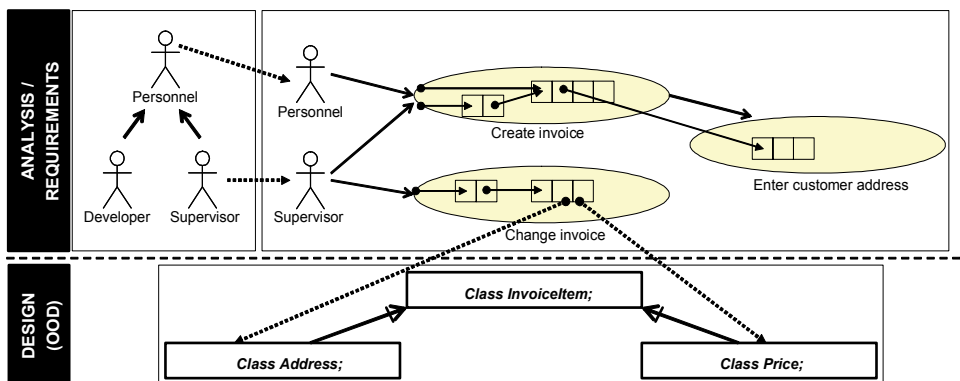 ANALYSIS /
REQUIREMENTS
Personnel
Developer
Supervisor
Personnel
Supervisor
Create invoice
Change invoice
Enter customer address
DESIGN
(OOD)
Class InvoiceItem;
Class Address;
Class Price;